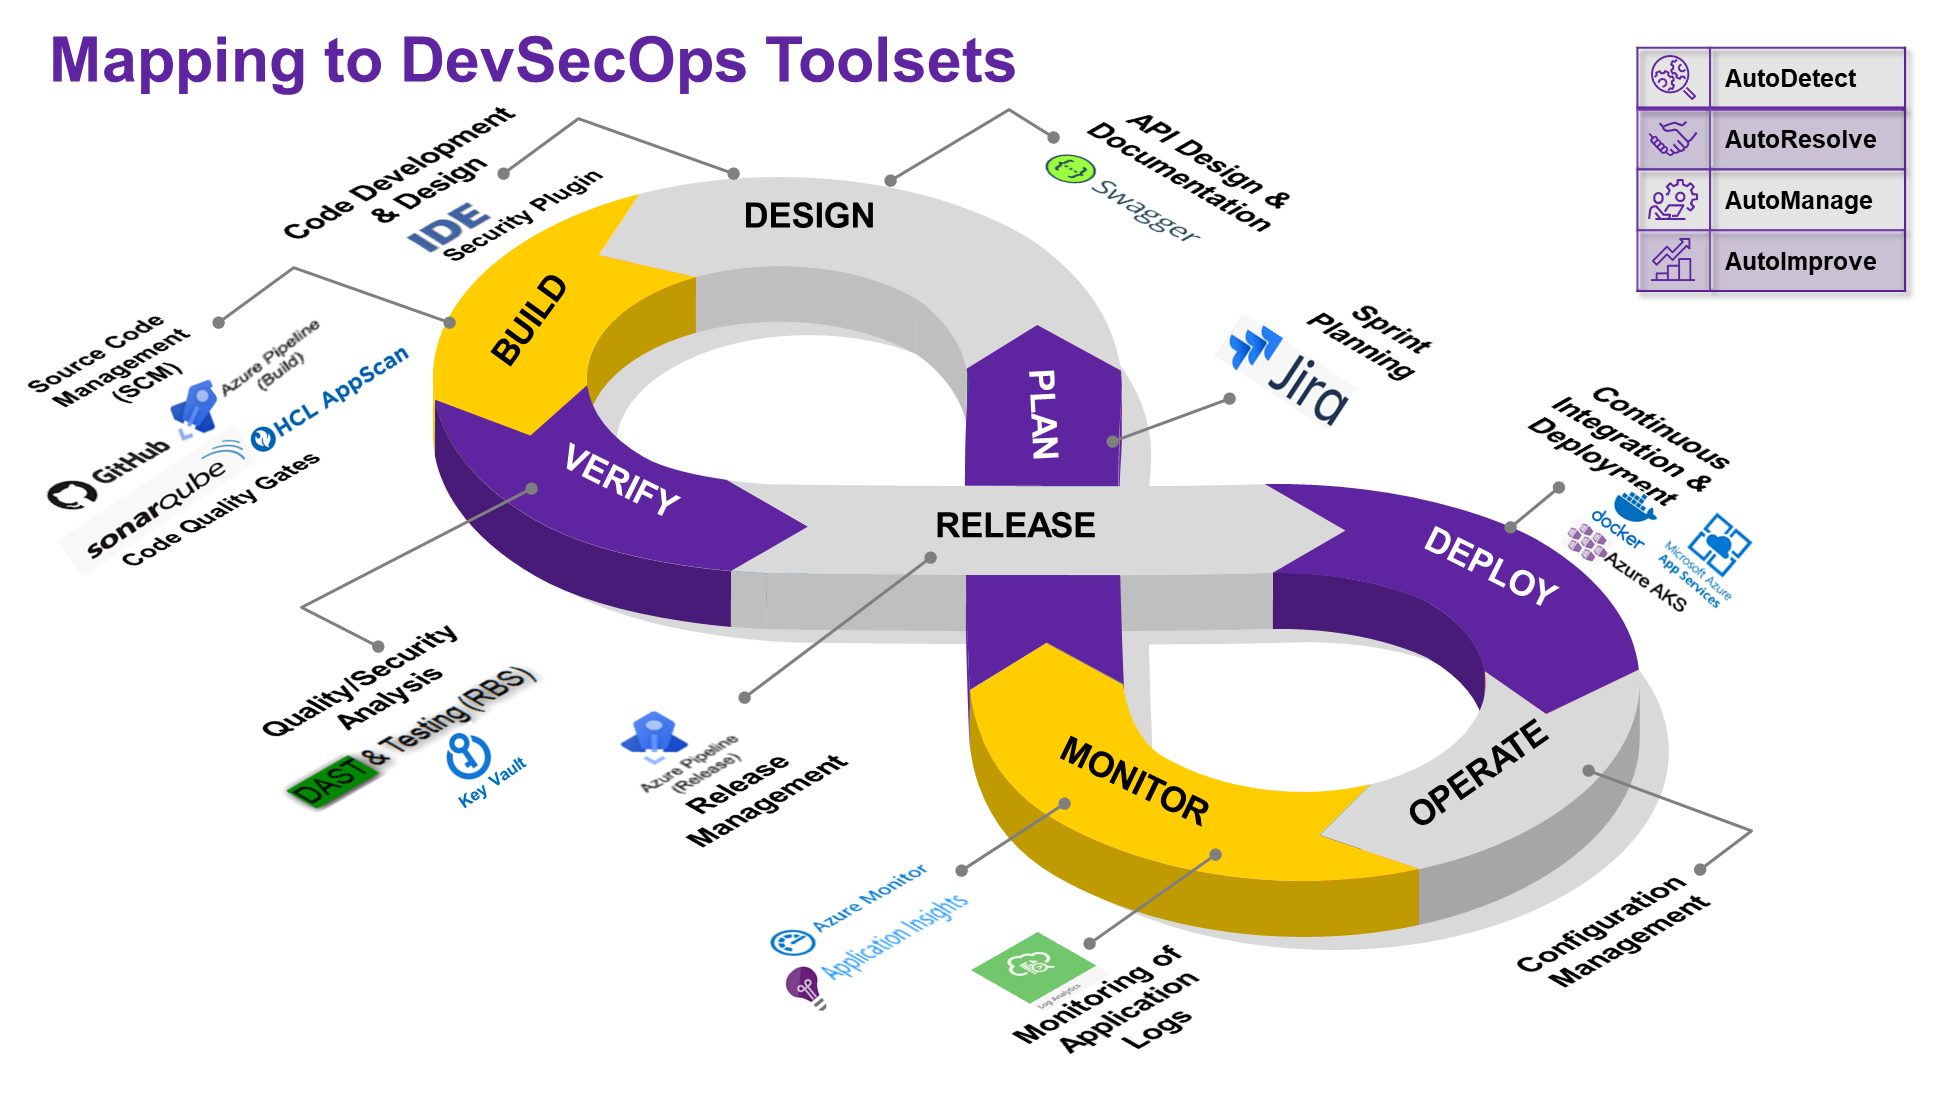 Mapping to DevSecOps Toolsets
AutoDetect
AutoResolve
AutoManage
AutoImprove
Code Development
& Design
IDE
Security Plugin
API Design &
Documentation
{···}
Swagger
DESIGN
BUILD
VERIFY
PLAN
RELEASE
DEPLOY
OPERATE
MONITOR
Source Code
Management
(SCM)
Azure Pipeline
(Build)
GitHub
HCL AppScan
sonarqube
Code Quality Gates
Sprint
Planning
Jira
Continuous
Integration &
Deployment
docker
Azure AKS
Microsoft Azure
App Services
Quality/Security
Analysis
DAST & Testing (RBS)
Key Vault
Azure Pipeline
(Release)
Release
Management
Azure Monitor
Application Insights
Log Analytics
Monitoring of
Application
Logs
Configuration
Management